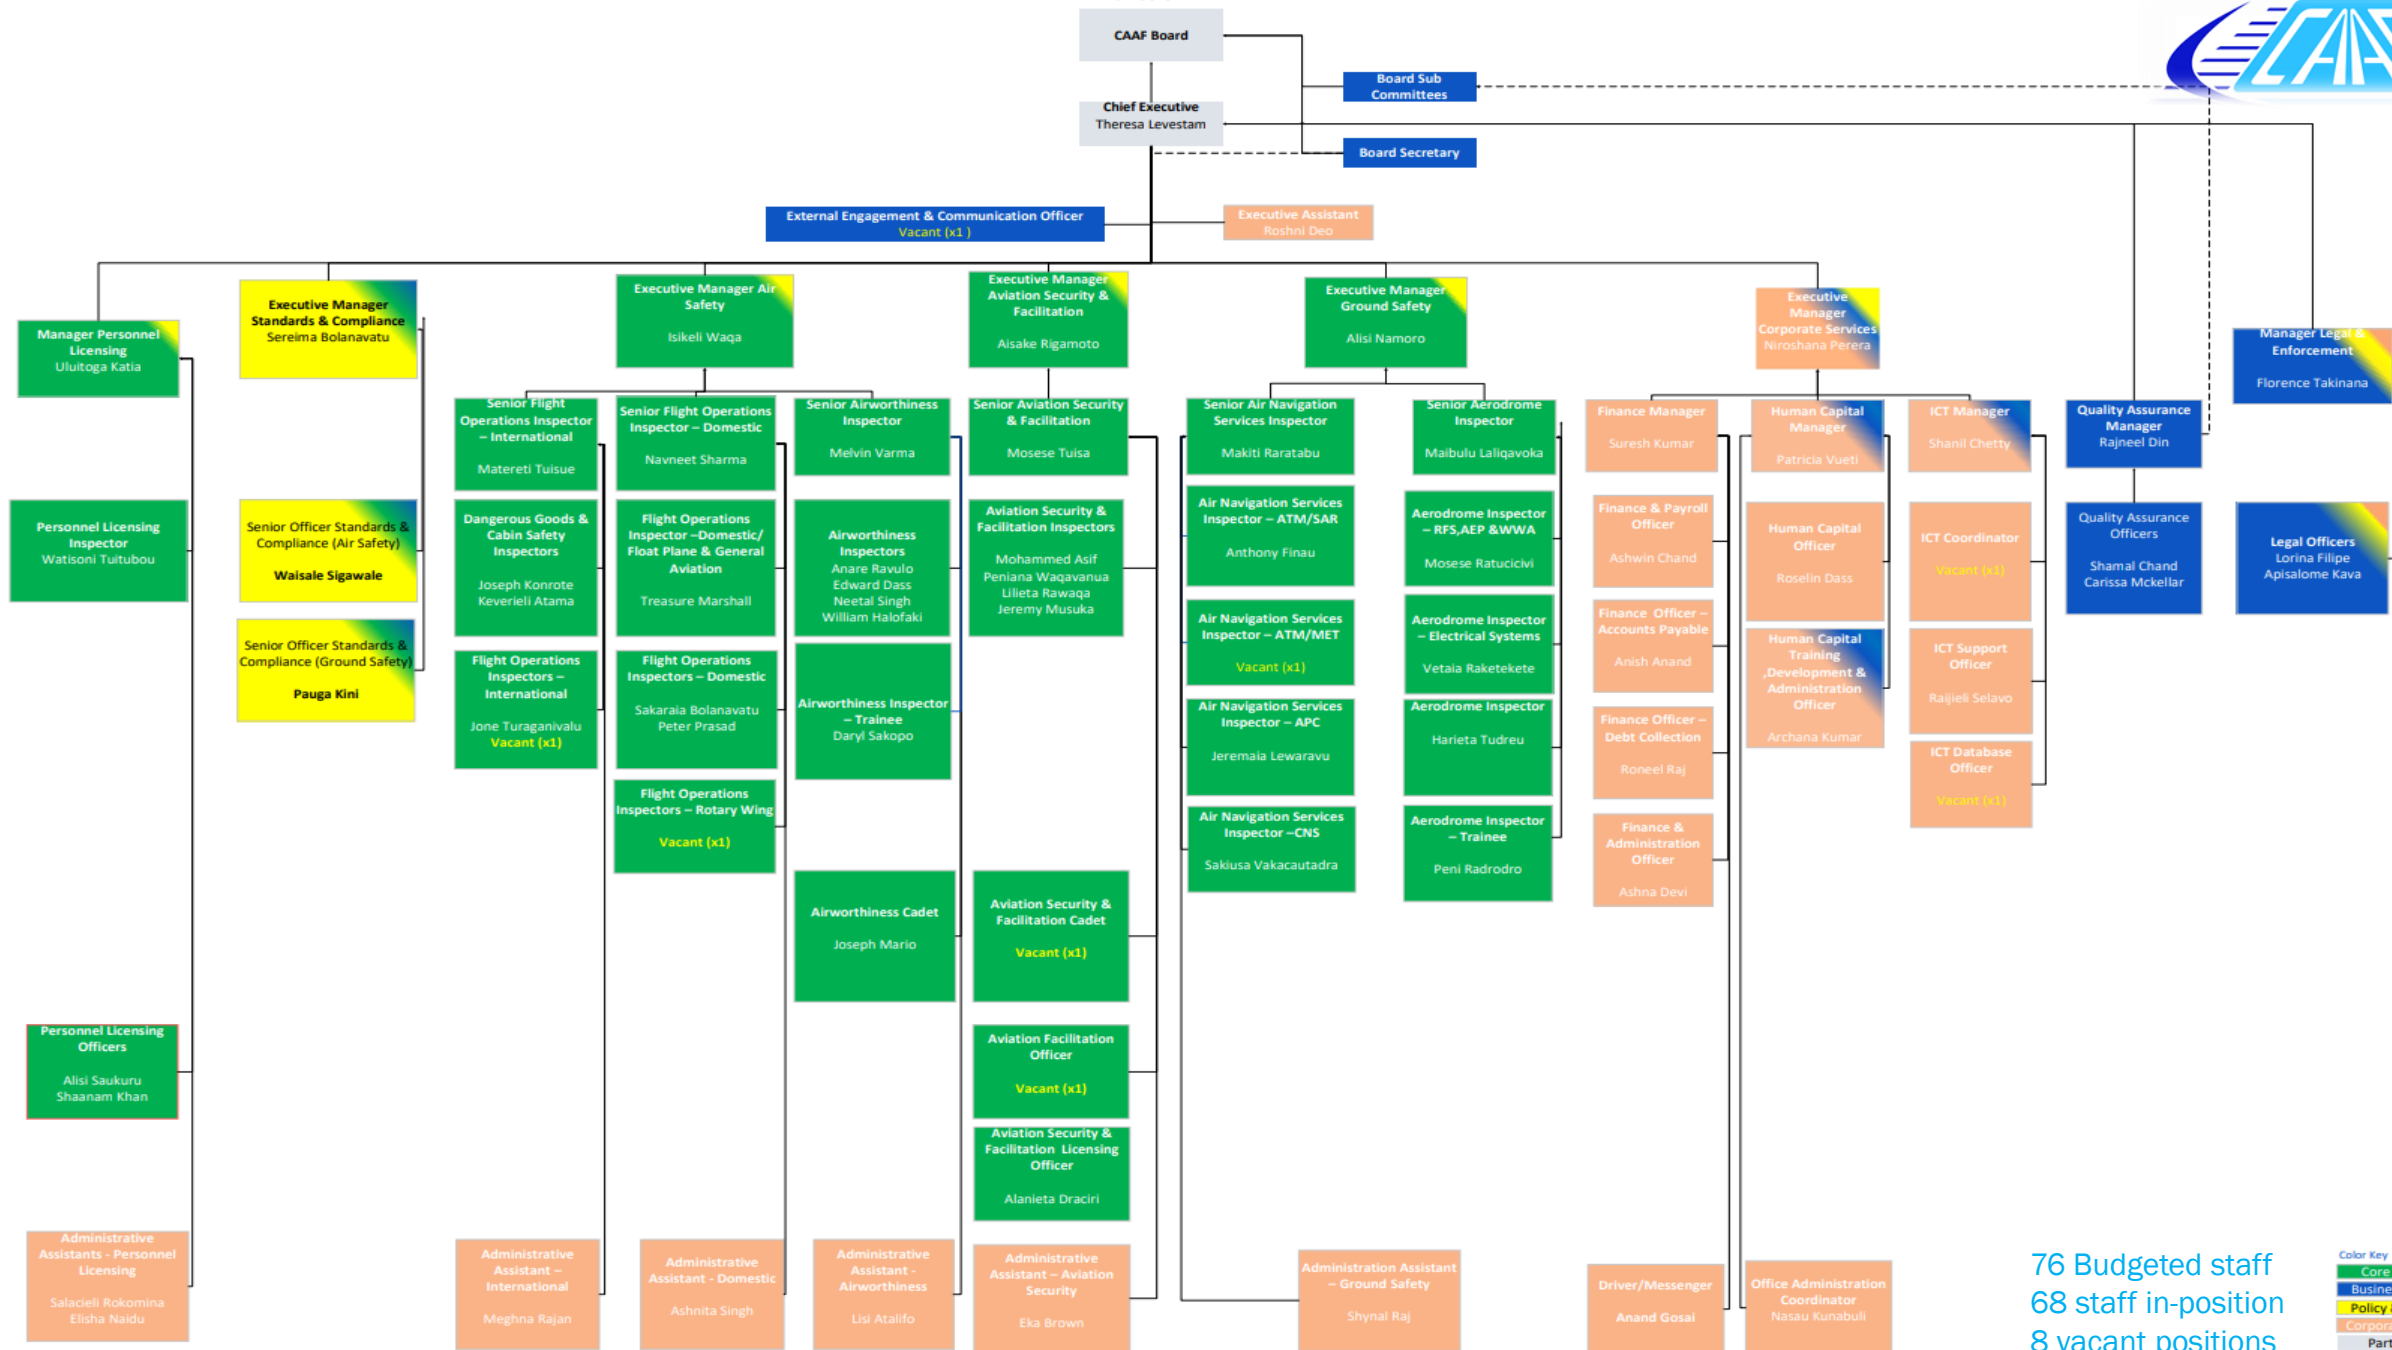 CAAF Board
CAAF
Board Sub
Committees
Chief Executive
Theresa Levestam
Board Secretary
External Engagement & Communication Officer
Vacant (x1 )
Executive Assistant
Roshni Deo
Manager Personnel
Licensing
Uluitoga Katia
Executive Manager
Standards & Compliance
Sereima Bolanavatu
Executive Manager Air
Safety
Isikeli Waqa
Executive Manager
Aviation Security &
Facilitation
Aisake Rigamoto
Executive Manager
Ground Safety
Alisi Namoro
Executive
Manager
Corporate Services
Niroshana Perera
Manager Legal &
Enforcement
Florence Takinana
Senior Flight
Operations Inspector
– International
Matereti Tuisue
Senior Flight Operations
Inspector – Domestic
Navneet Sharma
Senior Airworthiness
Inspector
Melvin Varma
Senior Aviation Security
& Facilitation
Mosese Tuisa
Senior Air Navigation
Services Inspector
Makiti Raratabu
Senior Aerodrome
Inspector
Maibulu Laliqavoka
Finance Manager
Suresh Kumar
Human Capital
Manager
Patricia Vueti
ICT Manager
Shanil Chetty
Quality Assurance
Manager
Rajneel Din
Personnel Licensing
Inspector
Watisoni Tuitubou
Senior Officer Standards &
Compliance (Air Safety)
Waisale Sigawale
Dangerous Goods &
Cabin Safety
Inspectors
Joseph Konrote
Keverieli Atama
Flight Operations
Inspector –Domestic/
Float Plane & General
Aviation
Treasure Marshall
Airworthiness
Inspectors
Anare Ravulo
Edward Dass
Neetal Singh
William Halofaki
Aviation Security &
Facilitation Inspectors
Mohammed Asif
Peniana Waqavanua
Lilieta Rawaqa
Jeremy Musuka
Air Navigation Services
Inspector – ATM/SAR
Anthony Finau
Aerodrome Inspector
– RFS,AEP &WWA
Mosese Ratucicivi
Finance & Payroll
Officer
Ashwin Chand
Human Capital
Officer
Roselin Dass
ICT Coordinator
Vacant (x1)
Quality Assurance
Officers
Shamal Chand
Carissa Mckellar
Legal Officers
Lorina Filipe
Apisalome Kava
Senior Officer Standards &
Compliance (Ground Safety)
Pauga Kini
Flight Operations
Inspectors –
International
Jone Turaganivalu
Vacant (x1)
Flight Operations
Inspectors – Domestic
Sakaraia Bolanavatu
Peter Prasad
Airworthiness Inspector
– Trainee
Daryl Sakopo
Air Navigation Services
Inspector – ATM/MET
Vacant (x1)
Aerodrome Inspector
– Electrical Systems
Vetaia Raketekete
Finance Officer –
Accounts Payable
Anish Anand
Human Capital
Training
,Development &
Administration
Officer
Archana Kumar
ICT Support
Officer
Raijieli Selavo
Flight Operations
Inspectors – Rotary Wing
Vacant (x1)
Air Navigation Services
Inspector – APC
Jeremaia Lewaravu
Aerodrome Inspector
Harieta Tudreu
Finance Officer –
Debt Collection
Roneel Raj
ICT Database
Officer
Vacant (x1)
Air Navigation Services
Inspector –CNS
Sakiusa Vakacautadra
Aerodrome Inspector
– Trainee
Peni Radrodro
Finance &
Administration
Officer
Ashna Devi
Airworthiness Cadet
Joseph Mario
Aviation Security &
Facilitation Cadet
Vacant (x1)
Personnel Licensing
Officers
Alisi Saukuru
Shaanam Khan
Aviation Facilitation
Officer
Vacant (x1)
Aviation Security &
Facilitation Licensing
Officer
Alanieta Draciri
Administrative
Assistants - Personnel
Licensing
Salacieli Rokomina
Elisha Naidu
Administrative
Assistant –
International
Meghna Rajan
Administrative
Assistant - Domestic
Ashnita Singh
Administrative
Assistant -
Airworthiness
Lisi Atalifo
Administrative
Assistant – Aviation
Security
Eka Brown
Administration Assistant
– Ground Safety
Shynal Raj
Driver/Messenger
Anand Gosai
Office Administration
Coordinator
Nasau Kunabuli
76 Budgeted staff
68 staff in-position
8 vacant positions
Color Key
Core
Busine
Policy
Corpora
Part